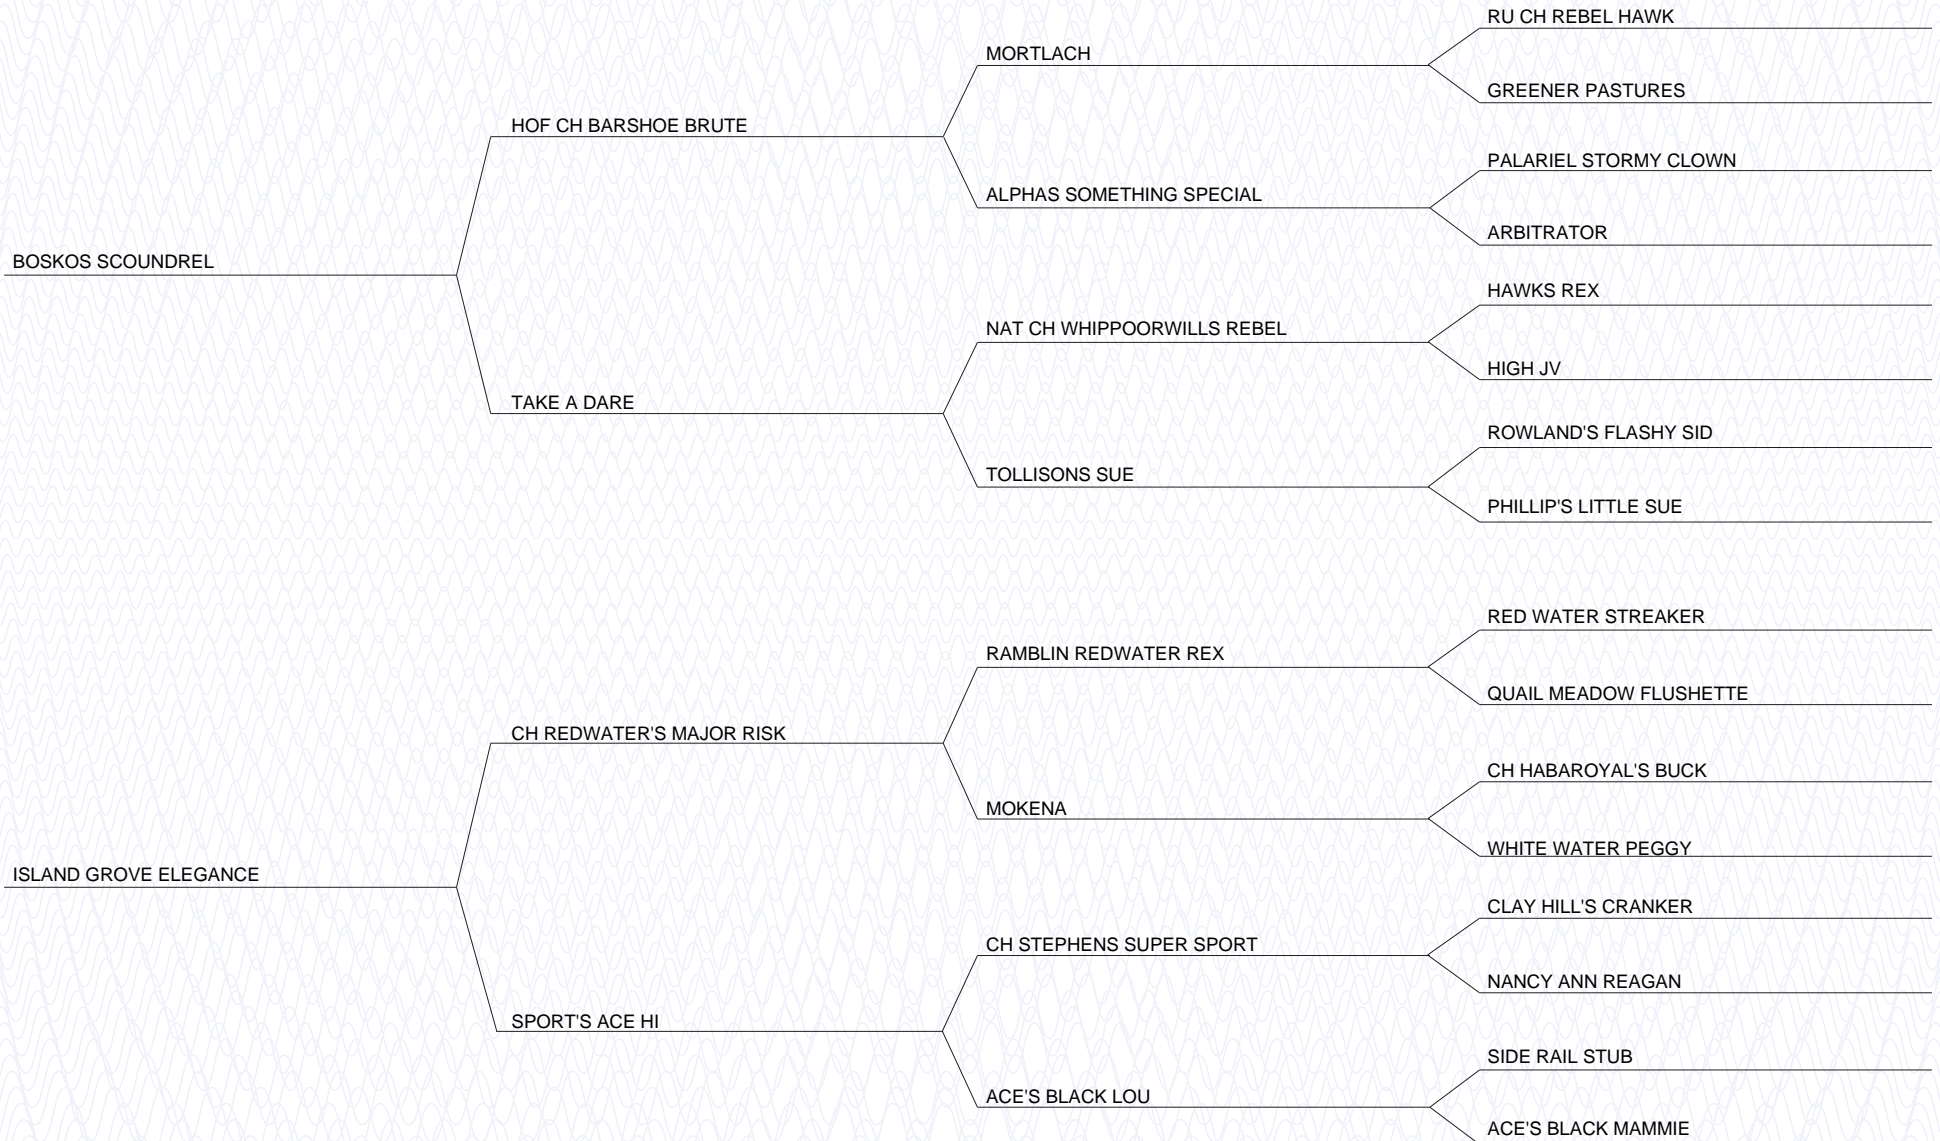 RU CH REBEL HAWK
MORTLACH
GREENER PASTURES
HOF CH BARSHOE BRUTE
PALARIEL STORMY CLOWN
ALPHAS SOMETHING SPECIAL
ARBITRATOR
BOSKOS SCOUNDREL
HAWKS REX
NAT CH WHIPPOORWILLS REBEL
HIGH JV
TAKE A DARE
ROWLAND'S FLASHY SID
TOLLISONS SUE
PHILLIP'S LITTLE SUE
RED WATER STREAKER
RAMBLIN REDWATER REX
QUAIL MEADOW FLUSHETTE
CH REDWATER'S MAJOR RISK
CH HABAROYAL'S BUCK
MOKENA
WHITE WATER PEGGY
ISLAND GROVE ELEGANCE
CLAY HILL'S CRANKER
CH STEPHENS SUPER SPORT
NANCY ANN REAGAN
SPORT'S ACE HI
SIDE RAIL STUB
ACE'S BLACK LOU
ACE'S BLACK MAMMIE